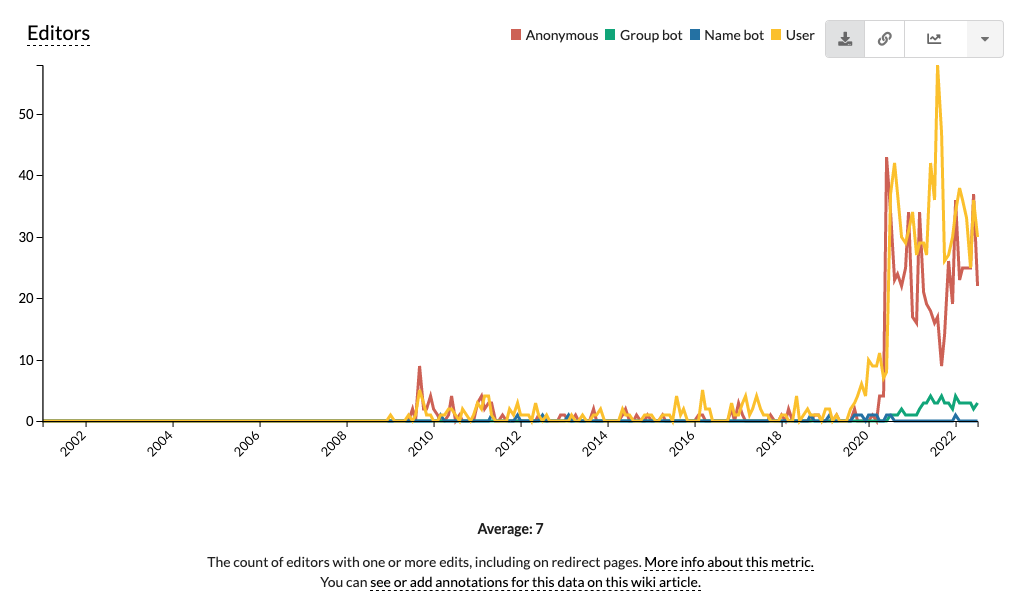 Editors
Anonymous Group bot Name bot User
50
40
30
20
10
0
2002 2004 2006 2008 2010 2012 2014 2016 2018 2020 2022
Average: 7
The count of editors with one or more edits, including on redirect pages. More info about this metric.
You can see or add annotations for this data on this wiki article.